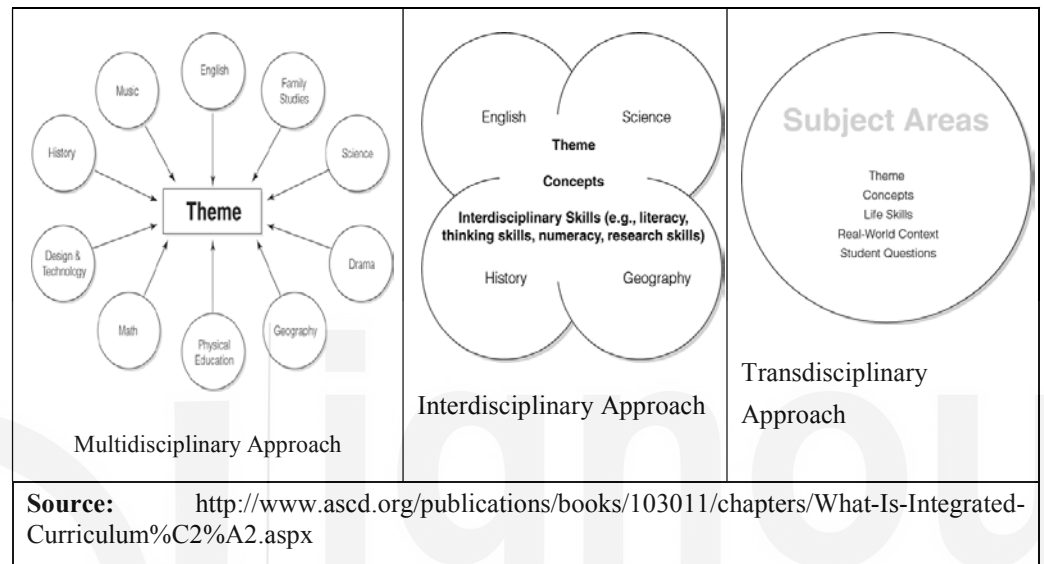 English
Music
Family
Studies
History
Science
Theme
Design &
Technology
Drama
Math
Physical
Education
Geography
Multidisciplinary Approach
English
Science
Theme
Concepts
Interdisciplinary Skills (e.g., literacy,
thinking skills, numeracy, research skills)
History
Geography
Interdisciplinary Approach
Subject Areas
Theme
Concepts
Life Skills
Real-World Context
Student Questions
Transdisciplinary
Approach
Source: http://www.ascd.org/publications/books/103011/chapters/What-Is-Integrated-
Curriculum%C2%A2.aspx
ignou